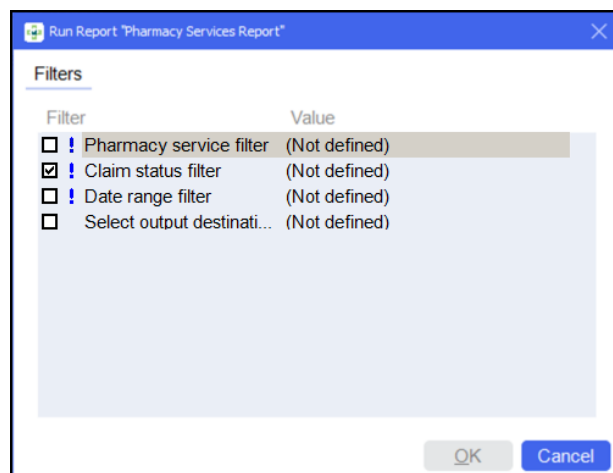 Run Report "Pharmacy Services Report"
Filters
Filter Value
! Pharmacy service filter (Not defined)
! Claim status filter (Not defined)
! Date range filter (Not defined)
Select output destinati... (Not defined)
OK Cancel